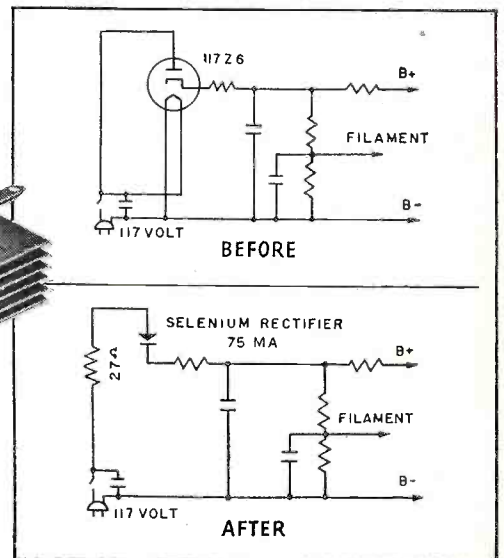 117Z6
B+
FILAMENT
B-
117 VOLT
BEFORE
SELENIUM RECTIFIER
75 MA
B+
27Ω
FILAMENT
B-
117 VOLT
AFTER